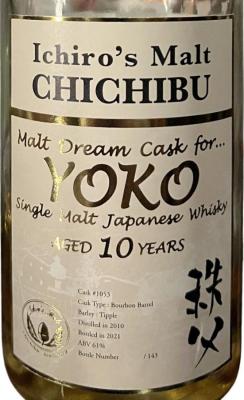 Ichiro's Malt
CHICHIBU
Malt Dream Cask for...
YOKO
Single Malt Japanese Whisky
AGED 10 YEARS
Cask #1053
Cask Type : Bourbon Barrel
Barley : Tipple
Distilled in 2010
Bottled in 2021
ABV 61%
Bottle Number / 143
秩父